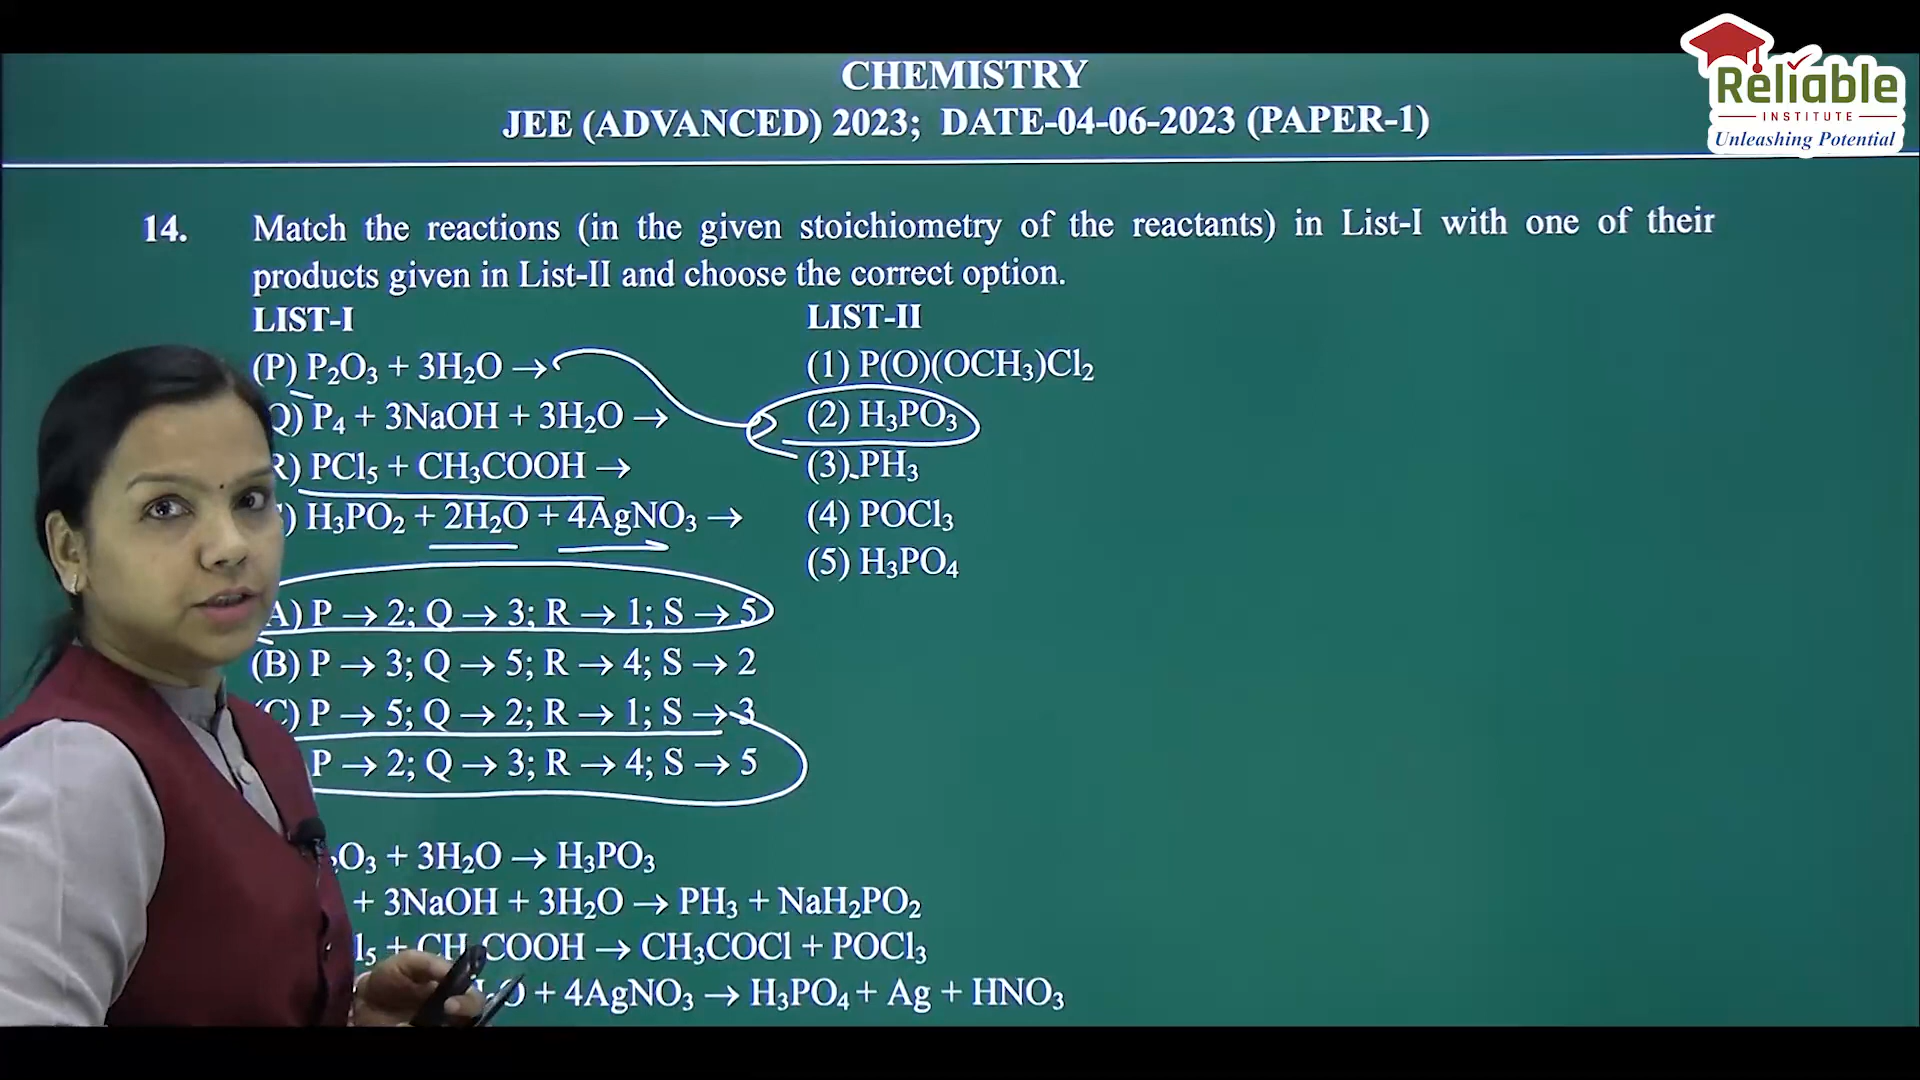 CHEMISTRY
JEE (ADVANCED) 2023; DATE-04-06-2023 (PAPER-1)
Reliable
INSTITUTE
Unleashing Potential
14. Match the reactions (in the given stoichiometry of the reactants) in List-I with one of their
products given in List-II and choose the correct option.
LIST-I LIST-II
(P) P₂O₃ + 3H₂O → (1) P(O)(OCH₃)Cl₂
Q) P₄ + 3NaOH + 3H₂O → (2) H₃PO₃
R) PCl₅ + CH₃COOH → (3) PH₃
) H₃PO₂ + 2H₂O + 4AgNO₃ → (4) POCl₃
(5) H₃PO₄
A) P → 2; Q → 3; R → 1; S → 5
(B) P → 3; Q → 5; R → 4; S → 2
(C) P → 5; Q → 2; R → 1; S → 3
P → 2; Q → 3; R → 4; S → 5
₂O₃ + 3H₂O → H₃PO₃
+ 3NaOH + 3H₂O → PH₃ + NaH₂PO₂
l₅ + CH₃COOH → CH₃COCl + POCl₃
₂O + 4AgNO₃ → H₃PO₄ + Ag + HNO₃